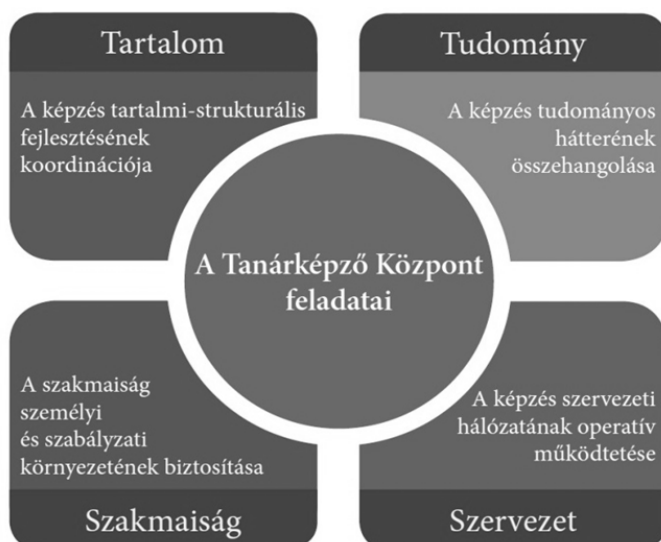 Tartalom
A képzés tartalmi-strukturális
fejlesztésének
koordinációja
Tudomány
A képzés tudományos
hátterének
összehangolása
A Tanárképző Központ
feladatai
A szakmaiság
személyi
és szabályzati
környezetének biztosítása
Szakmaiság
A képzés szervezeti
hálózatának operatív
működtetése
Szervezet